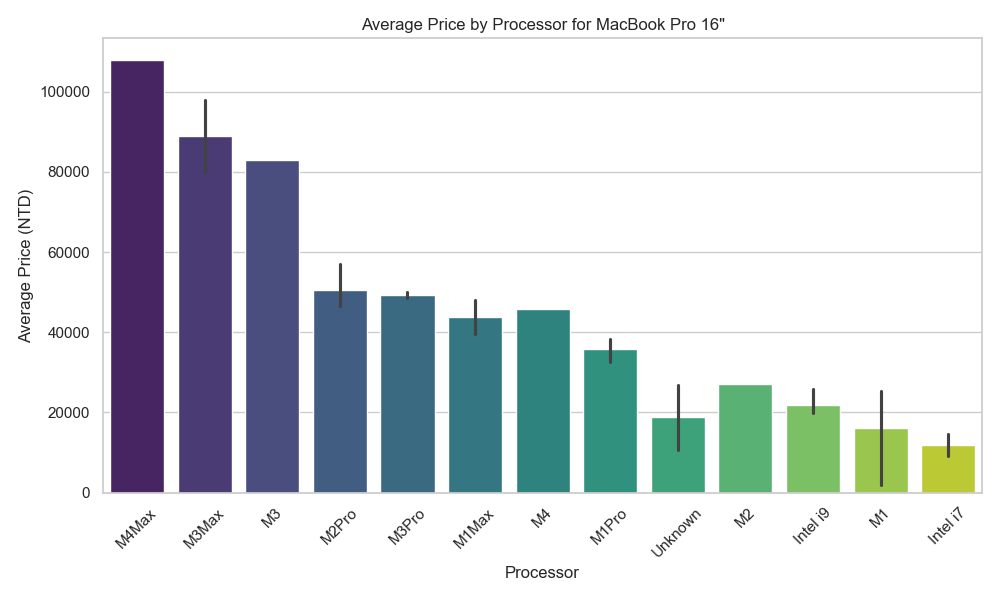 Average Price by Processor for MacBook Pro 16"
Average Price (NTD)
100000
80000
60000
40000
20000
0
M4Max
M3Max
M3
M2Pro
M3Pro
M1Max
M4
M1Pro
Unknown
M2
Intel i9
M1
Intel i7
Processor